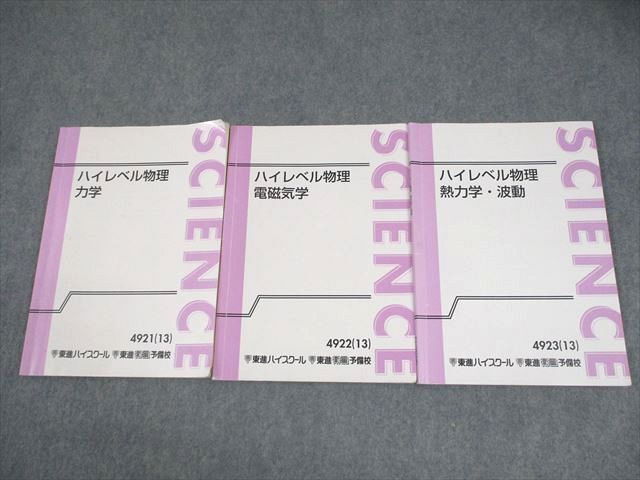 ハイレベル物理
力学
SCIENCE
4921(13)
東進ハイスクール 東進衛星予備校
ハイレベル物理
電磁気学
SCIENCE
4922(13)
東進ハイスクール 東進衛星予備校
ハイレベル物理
熱力学・波動
SCIENCE
4923(13)
東進ハイスクール 東進衛星予備校